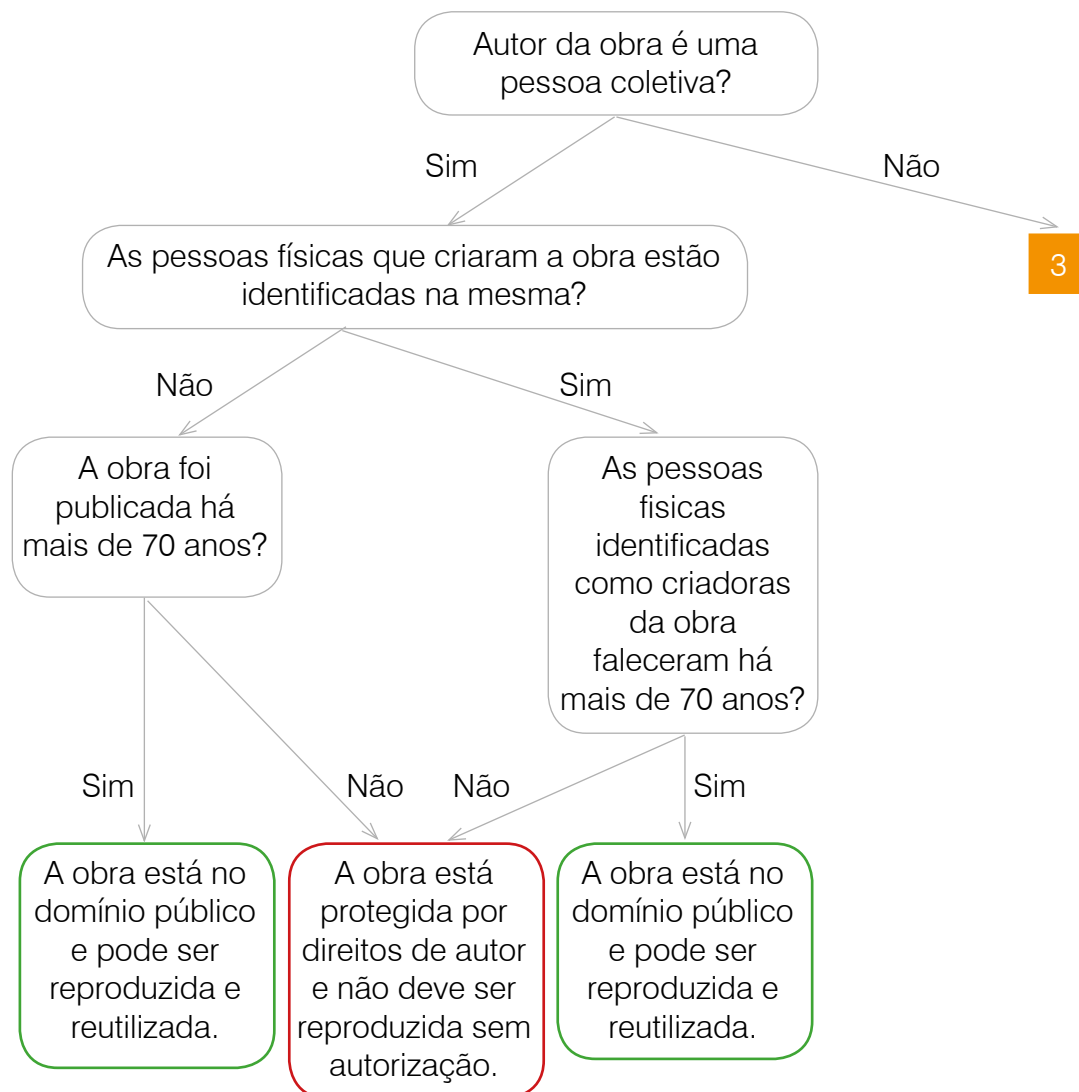 Autor da obra é uma
pessoa coletiva?
Sim
Não
As pessoas físicas que criaram a obra estão
identificadas na mesma?
3
Não
Sim
A obra foi
publicada há
mais de 70 anos?
As pessoas
fisicas
identificadas
como criadoras
da obra
faleceram há
mais de 70 anos?
Sim
Não
Não
Sim
A obra está no
domínio público
e pode ser
reproduzida e
reutilizada.
A obra está
protegida por
direitos de autor
e não deve ser
reproduzida sem
autorização.
A obra está no
domínio público
e pode ser
reproduzida e
reutilizada.